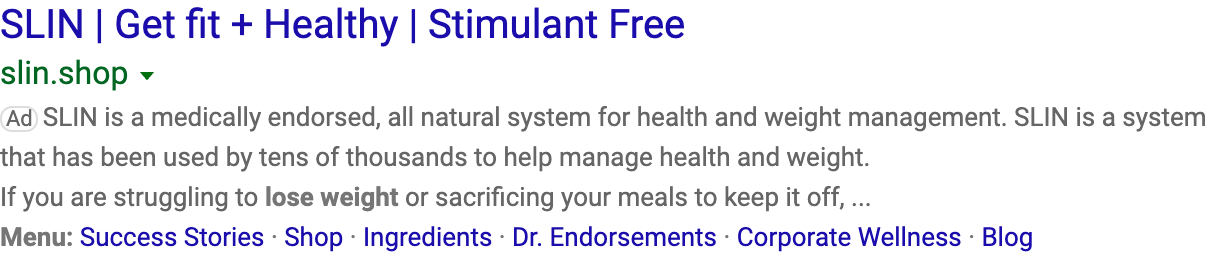 SLIN | Get fit + Healthy | Stimulant Free
slin.shop
Ad SLIN is a medically endorsed, all natural system for health and weight management. SLIN is a system
that has been used by tens of thousands to help manage health and weight.
If you are struggling to lose weight or sacrificing your meals to keep it off, ...
Menu: Success Stories · Shop · Ingredients · Dr. Endorsements · Corporate Wellness · Blog